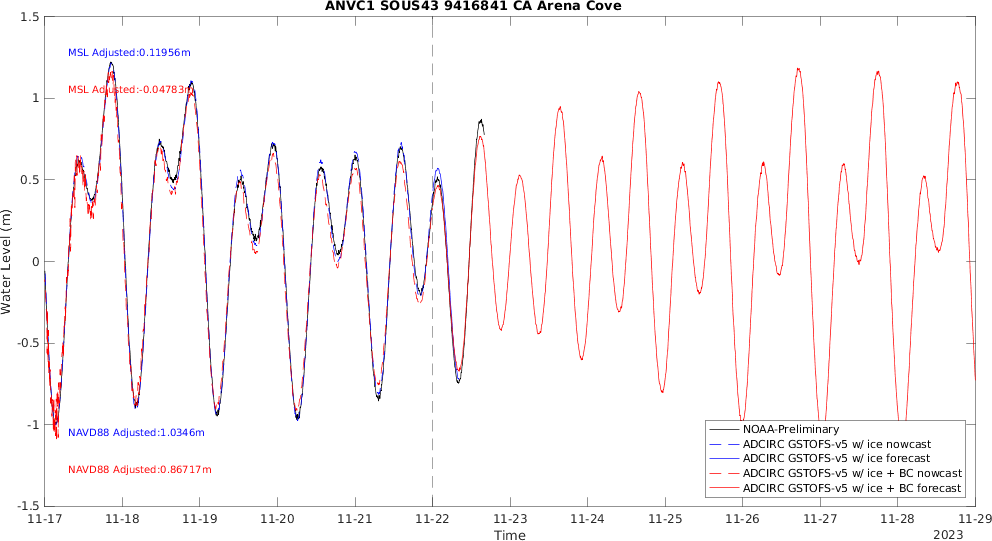 ANVC1 SOUS43 9416841 CA Arena Cove
1.5
1
0.5
0
-0.5
-1
-1.5
Water Level (m)
MSL Adjusted:0.11956m
MSL Adjusted:-0.04783m
NAVD88 Adjusted:1.0346m
NAVD88 Adjusted:0.86717m
NOAA-Preliminary
ADCIRC GSTOFS-v5 w/ ice nowcast
ADCIRC GSTOFS-v5 w/ ice forecast
ADCIRC GSTOFS-v5 w/ ice + BC nowcast
ADCIRC GSTOFS-v5 w/ ice + BC forecast
11-17 11-18 11-19 11-20 11-21 11-22 11-23 11-24 11-25 11-26 11-27 11-28 11-29
Time
2023